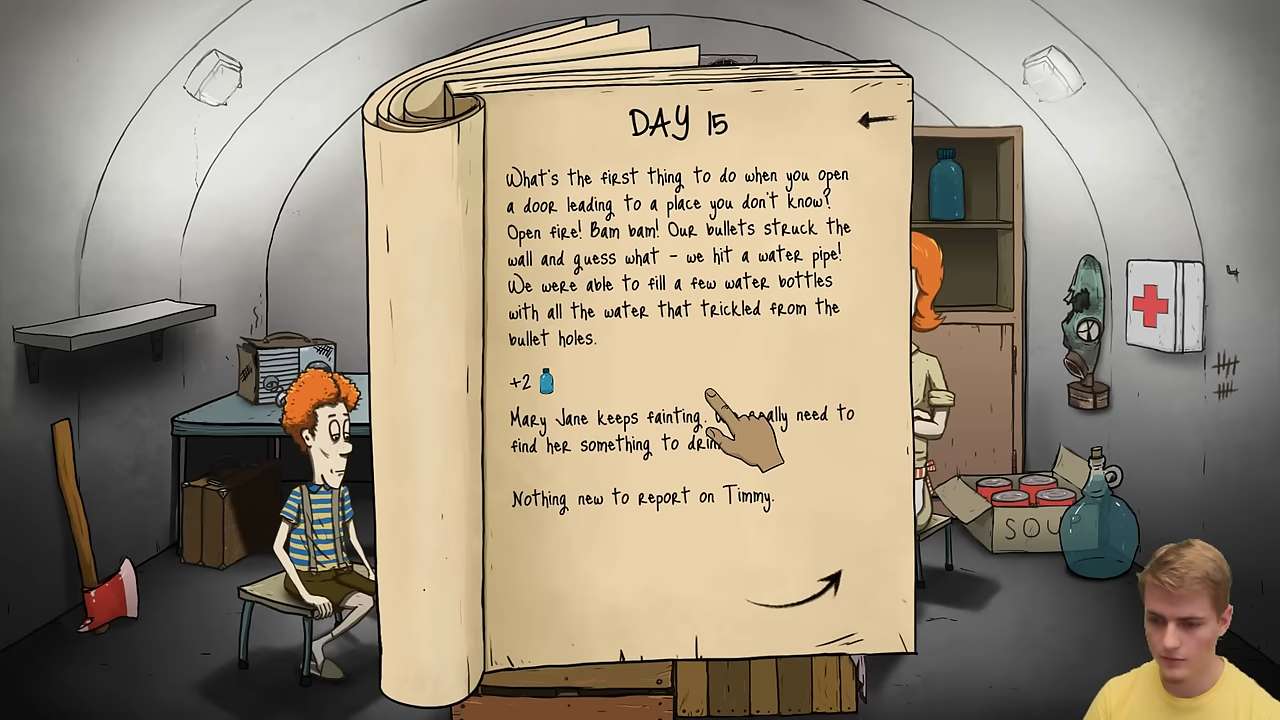 DAY 15
What's the first thing to do when you open
a door leading to a place you don't know?
Open fire! Bam bam! Our bullets struck the
wall and guess what - we hit a water pipe!
We were able to fill a few water bottles
with all the water that trickled from the
bullet holes.
+2
Mary Jane keeps fainting. really need to
find her something to
Nothing new to report on Timmy.
SOU